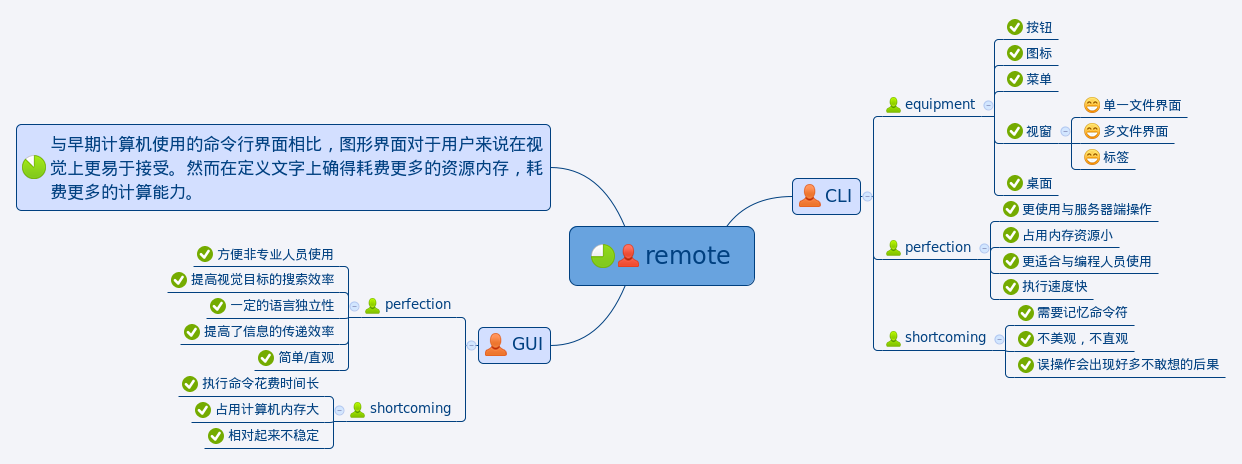 与早期计算机使用的命令行界面相比，图形界面对于用户来说在视
觉上更易于接受。然而在定义文字上确得耗费更多的资源内存，耗
费更多的计算能力。
remote
CLI
equipment
按钮
图标
菜单
视窗
单一文件界面
多文件界面
标签
桌面
perfection
更使用与服务器端操作
占用内存资源小
更适合与编程人员使用
执行速度快
shortcoming
需要记忆命令符
不美观，不直观
误操作会出现好多不敢想的后果
GUI
perfection
方便非专业人员使用
提高视觉目标的搜索效率
一定的语言独立性
提高了信息的传递效率
简单/直观
shortcoming
执行命令花费时间长
占用计算机内存大
相对起来不稳定